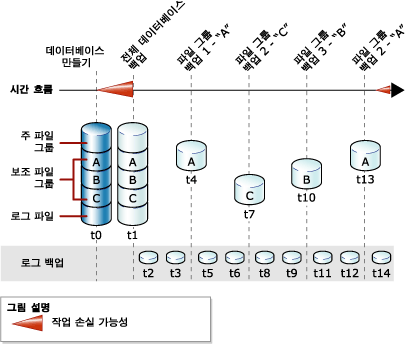 데이터베이스
만들기
전체 데이터베이스
백업
파일 그룹
백업 1 - "A"
파일 그룹
백업 2 - "C"
파일 그룹
백업 3 - "B"
파일 그룹
백업 2 - "A"
시간 흐름
주 파일
그룹
보조 파일
그룹
로그 파일
A
B
C
t0
A
B
C
t1
A
t4
C
t7
B
t10
A
t13
로그 백업
t2
t3
t5
t6
t8
t9
t11
t12
t14
그림 설명
작업 손실 가능성